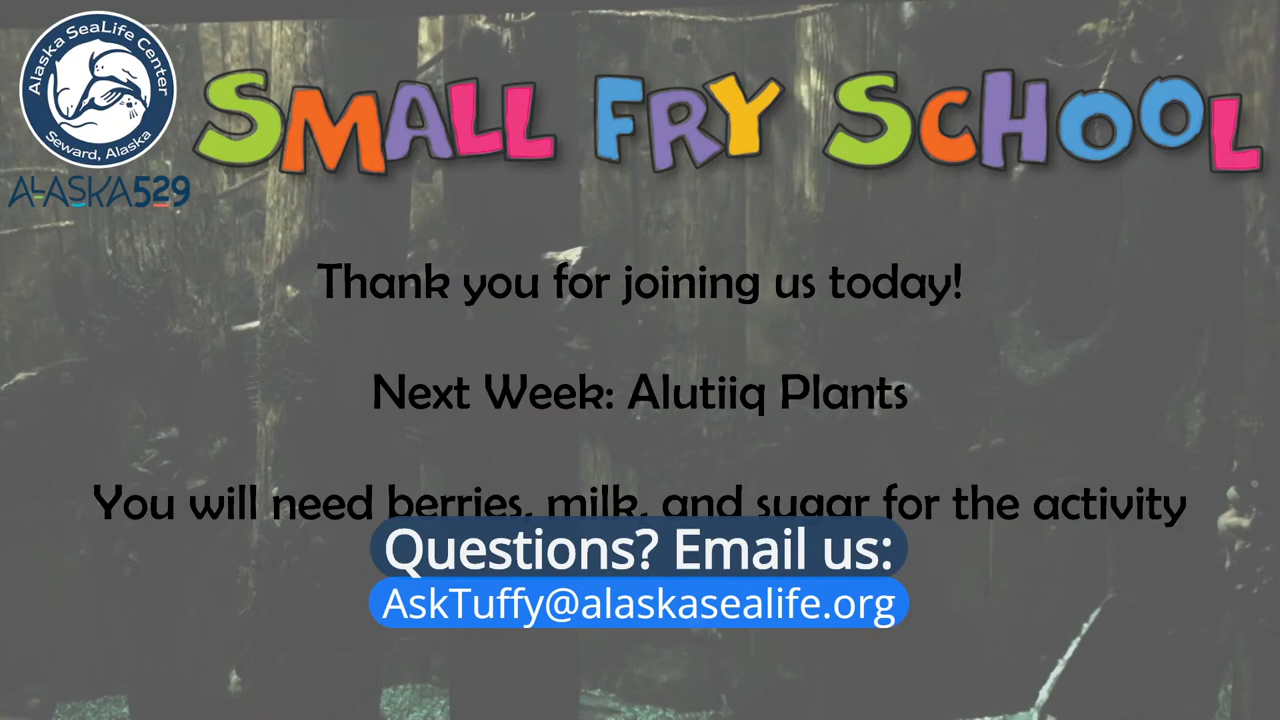 Alaska SeaLife Center
Seward, Alaska
ALASKA529
SMALL FRY SCHOOL
Thank you for joining us today!
Next Week: Alutiiq Plants
You will need berries, milk, and sugar for the activity
Questions? Email us:
AskTuffy@alaskasealife.org